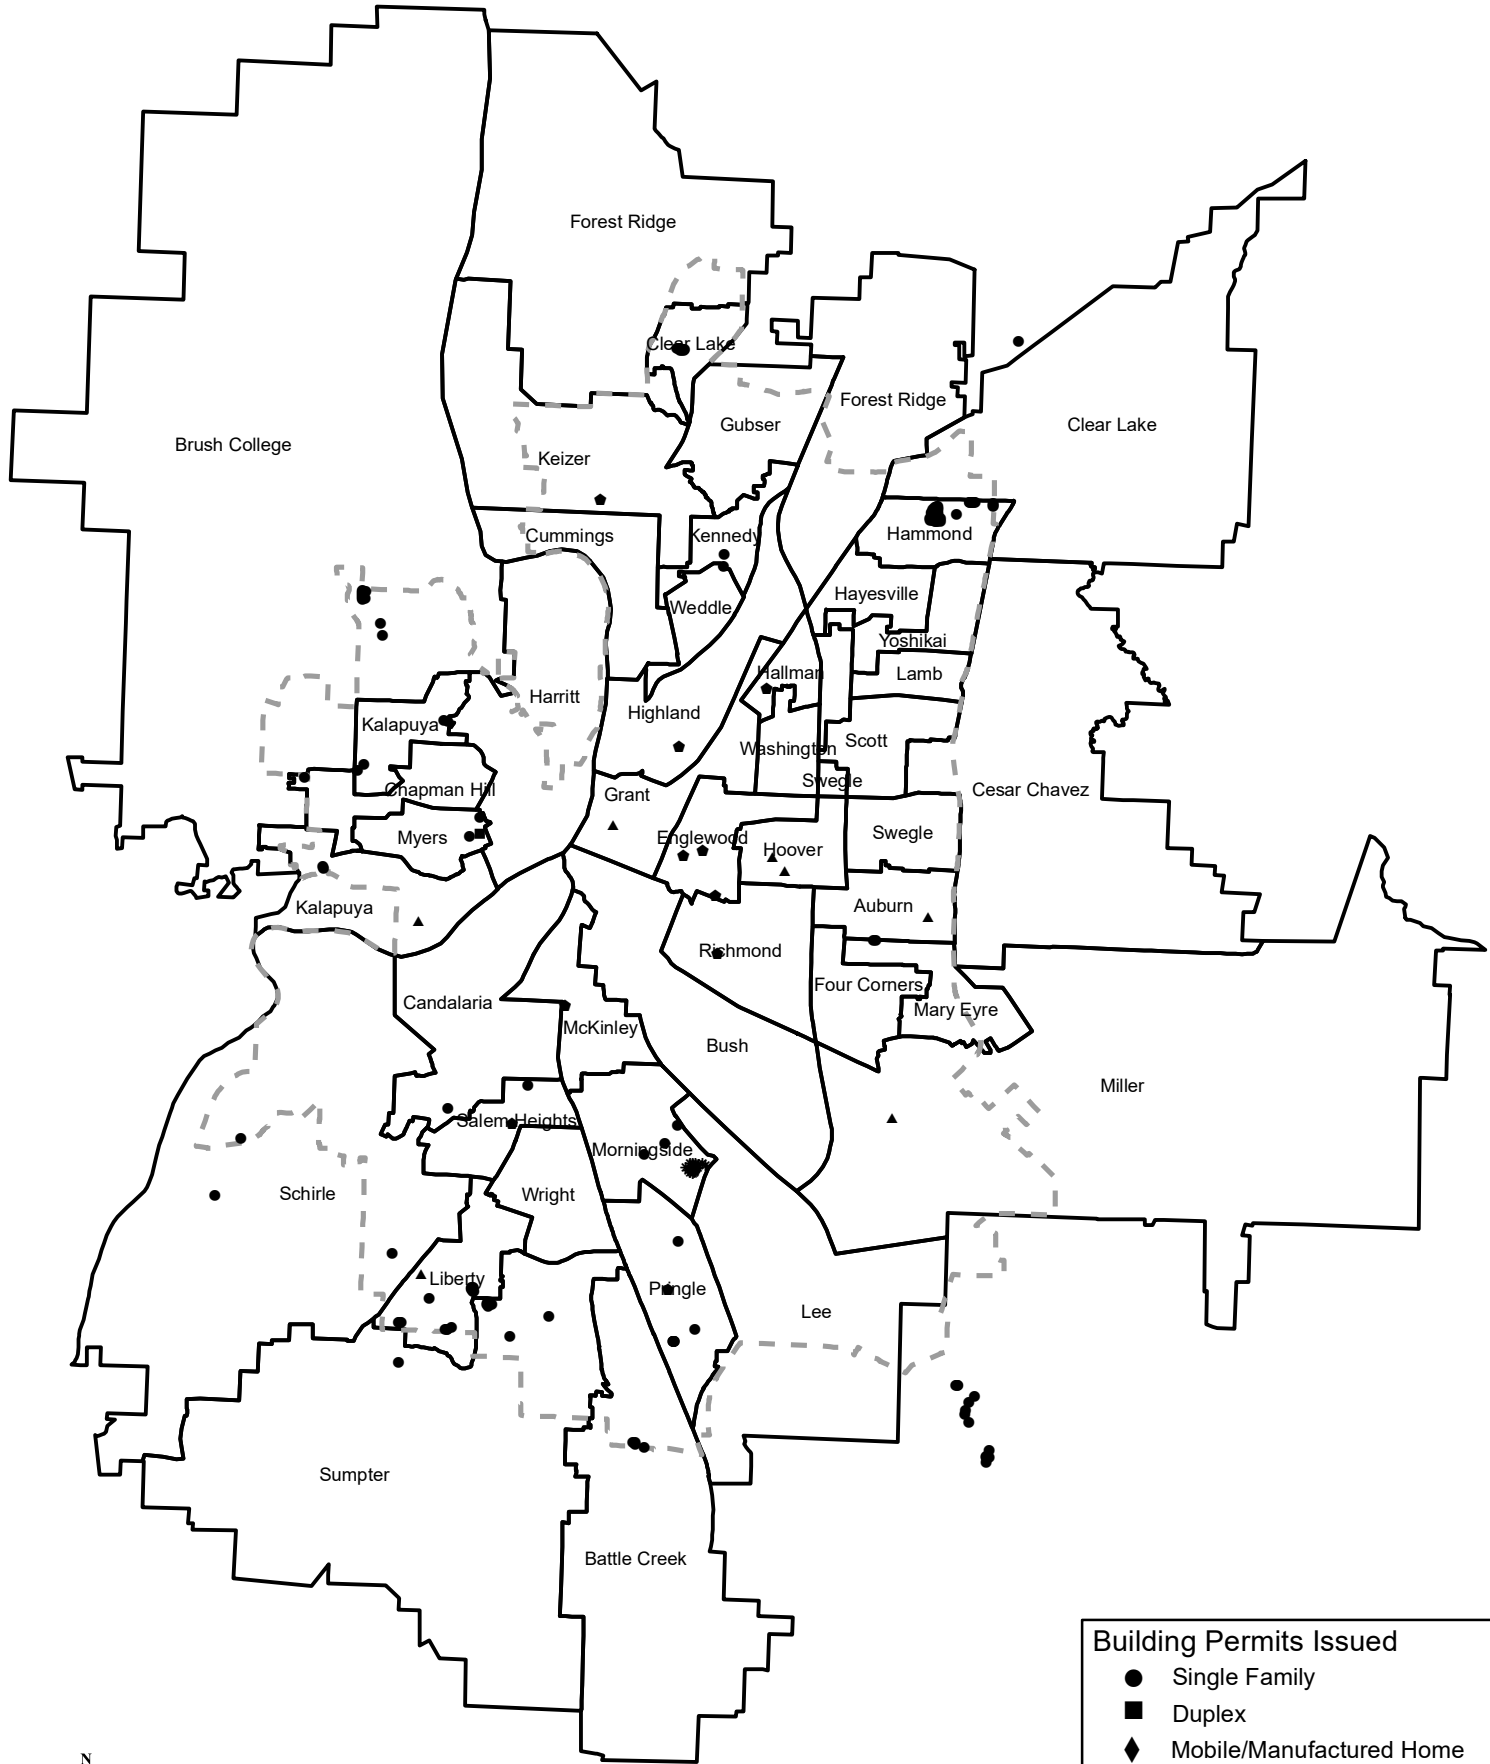 Forest Ridge
Clear Lake
Forest Ridge
Gubser
Clear Lake
Brush College
Keizer
Cummings
Kennedy
Hammond
Hayesville
Weddle
Yoshikai
Hallman
Lamb
Harritt
Highland
Kalapuya
Washington
Scott
Swegle
Cesar Chavez
Chapman Hill
Grant
Myers
Englewood
Hoover
Swegle
Kalapuya
Auburn
Richmond
Four Corners
Candalaria
Mary Eyre
McKinley
Bush
Miller
Salem Heights
Morningside
Schirle
Wright
Liberty
Pringle
Lee
Sumpter
Battle Creek
Building Permits Issued
Single Family
Duplex
Mobile/Manufactured Home
N